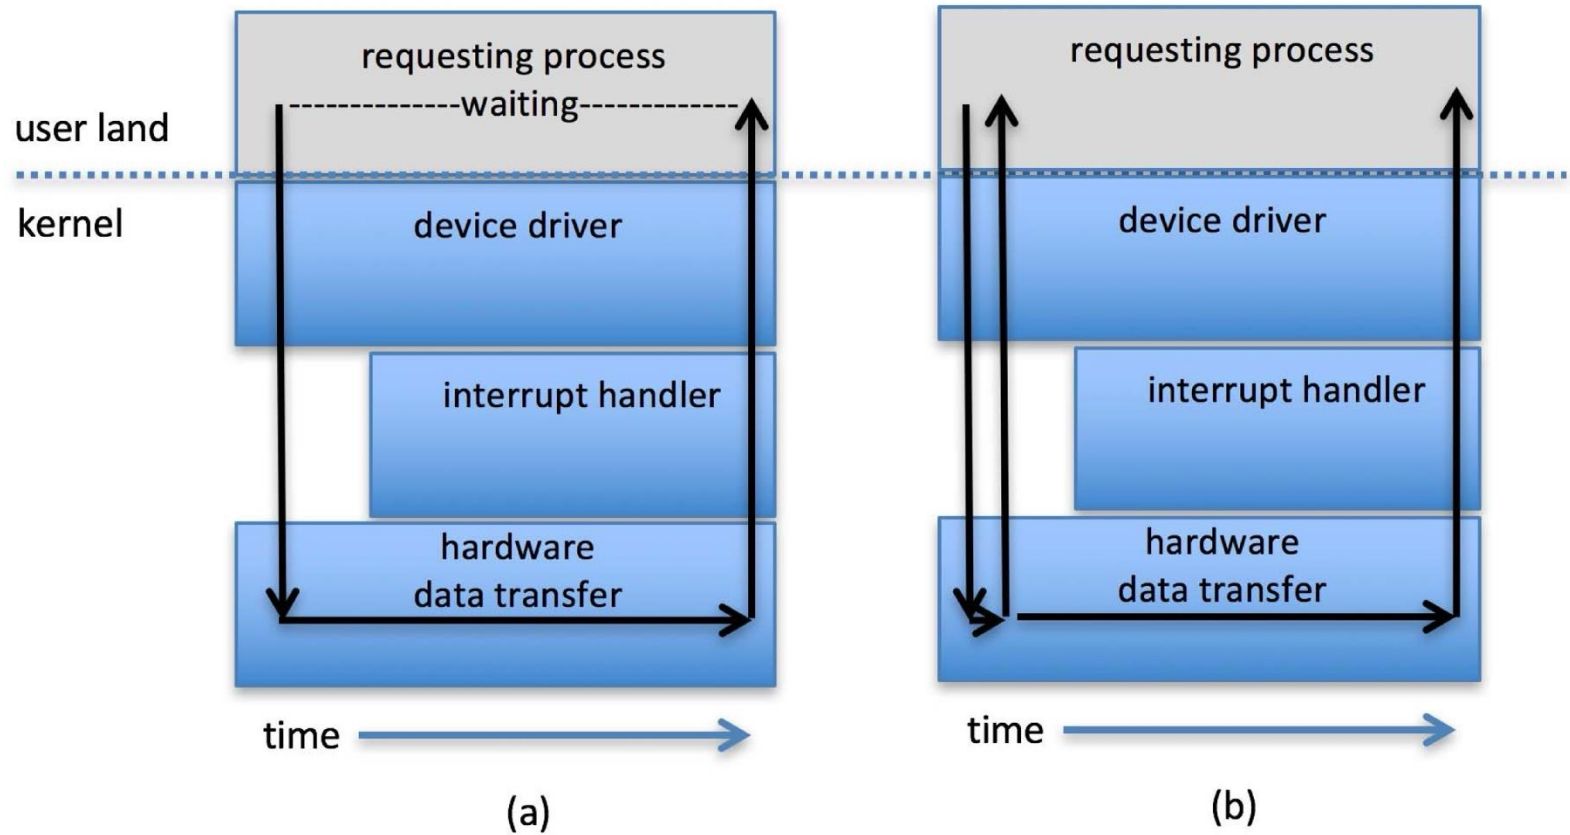 requesting process
------------waiting------------
user land
kernel
device driver
interrupt handler
hardware
data transfer
time
(a)
requesting process
device driver
interrupt handler
hardware
data transfer
time
(b)